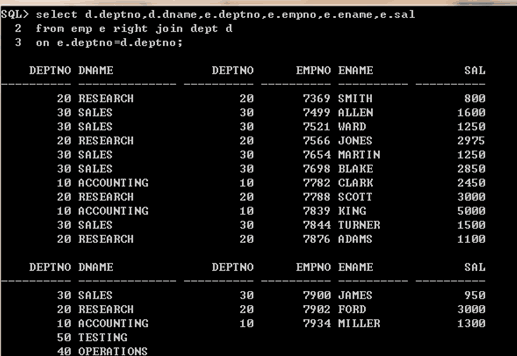 SQL> select d.deptno,d.dname,e.deptno,e.empno,e.ename,e.sal
  2  from emp e right join dept d
  3  on e.deptno=d.deptno;
    DEPTNO DNAME              DEPTNO      EMPNO ENAME             SAL
---------- -------------- ---------- ---------- ---------- ----------
        20 RESEARCH               20       7369 SMITH             800
        30 SALES                  30       7499 ALLEN            1600
        30 SALES                  30       7521 WARD             1250
        20 RESEARCH               20       7566 JONES            2975
        30 SALES                  30       7654 MARTIN           1250
        30 SALES                  30       7698 BLAKE            2850
        10 ACCOUNTING             10       7782 CLARK            2450
        20 RESEARCH               20       7788 SCOTT            3000
        10 ACCOUNTING             10       7839 KING             5000
        30 SALES                  30       7844 TURNER           1500
        20 RESEARCH               20       7876 ADAMS            1100
    DEPTNO DNAME              DEPTNO      EMPNO ENAME             SAL
---------- -------------- ---------- ---------- ---------- ----------
        30 SALES                  30       7900 JAMES             950
        20 RESEARCH               20       7902 FORD             3000
        10 ACCOUNTING             10       7934 MILLER           1300
        50 TESTING
        40 OPERATIONS